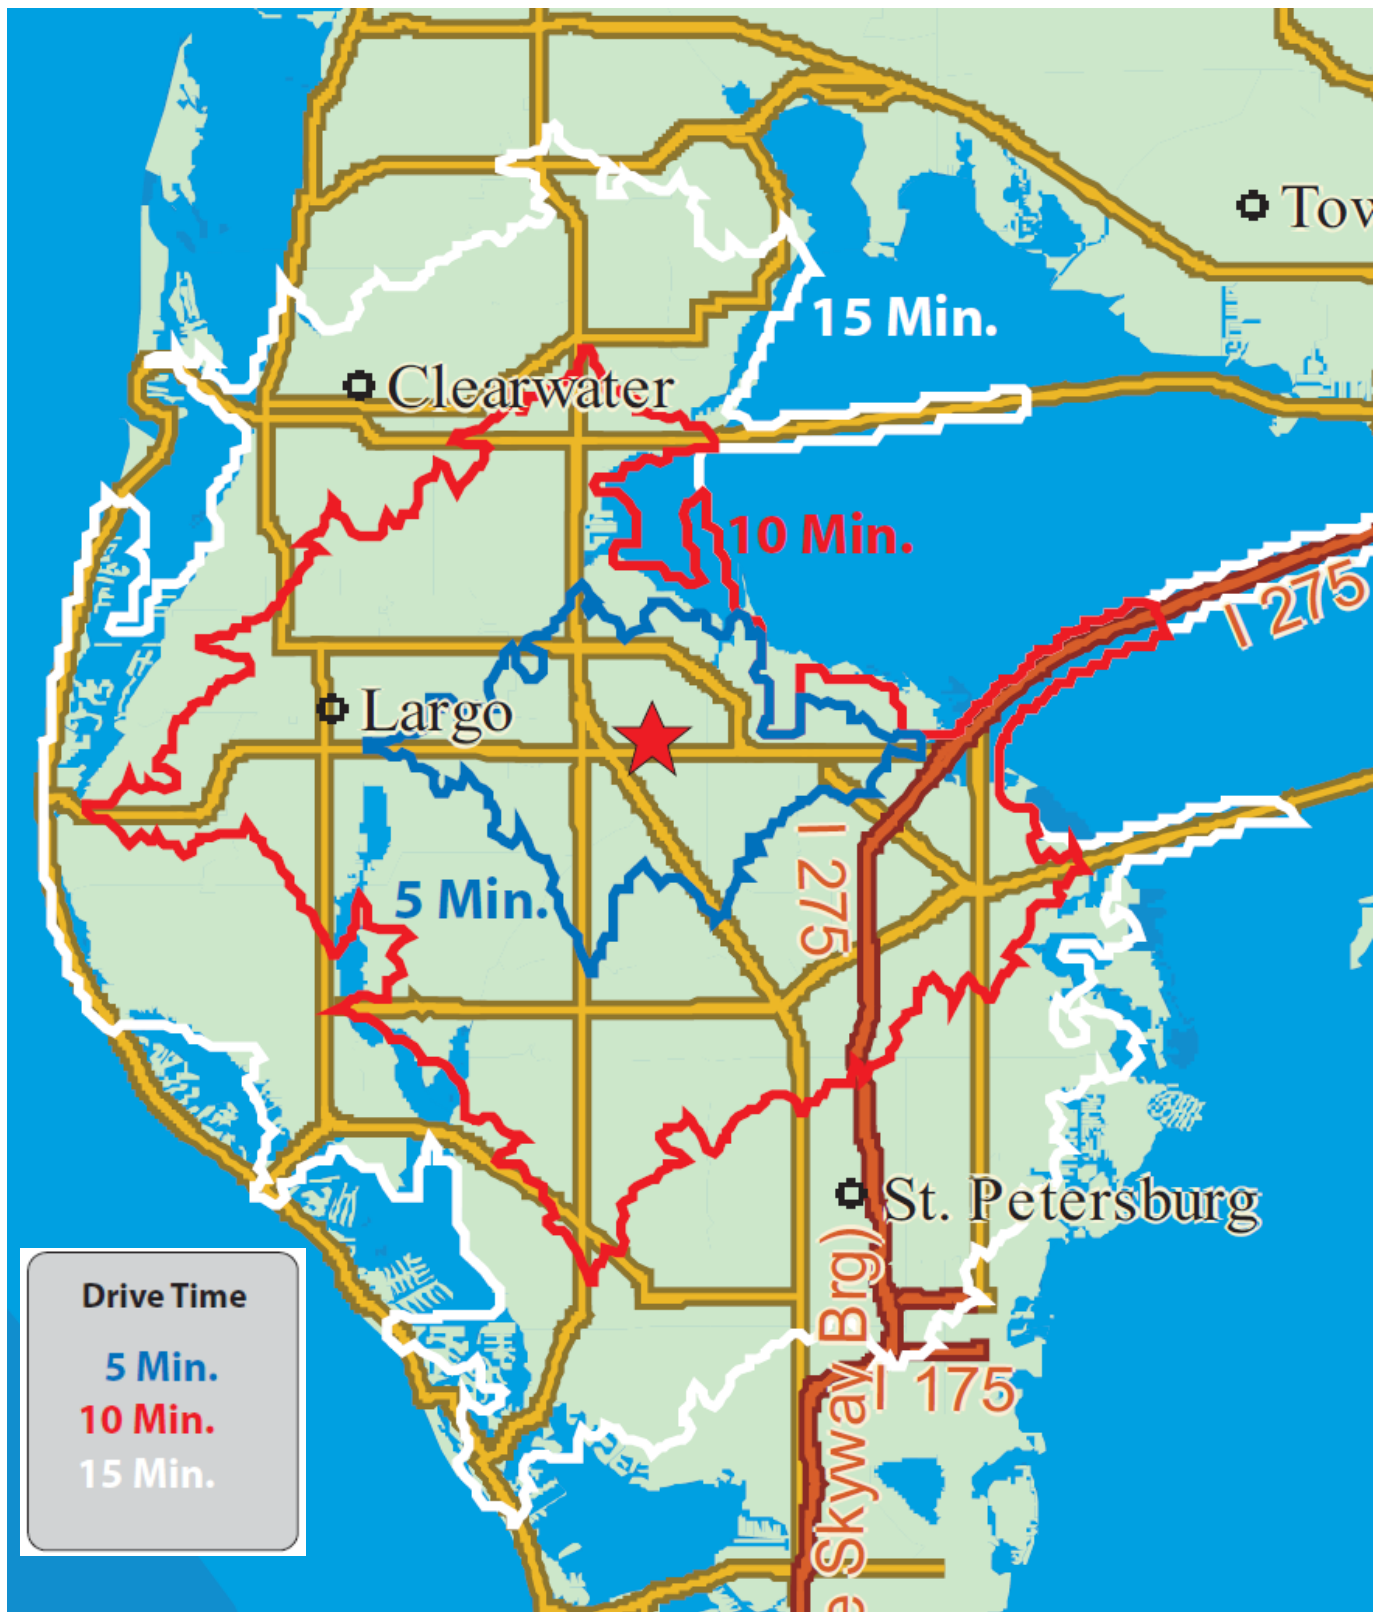 Tow
15 Min.
Clearwater
10 Min.
I 275
Largo
I 275
5 Min.
St. Petersburg
e Skyway Brg)
I 175
Drive Time
5 Min.
10 Min.
15 Min.